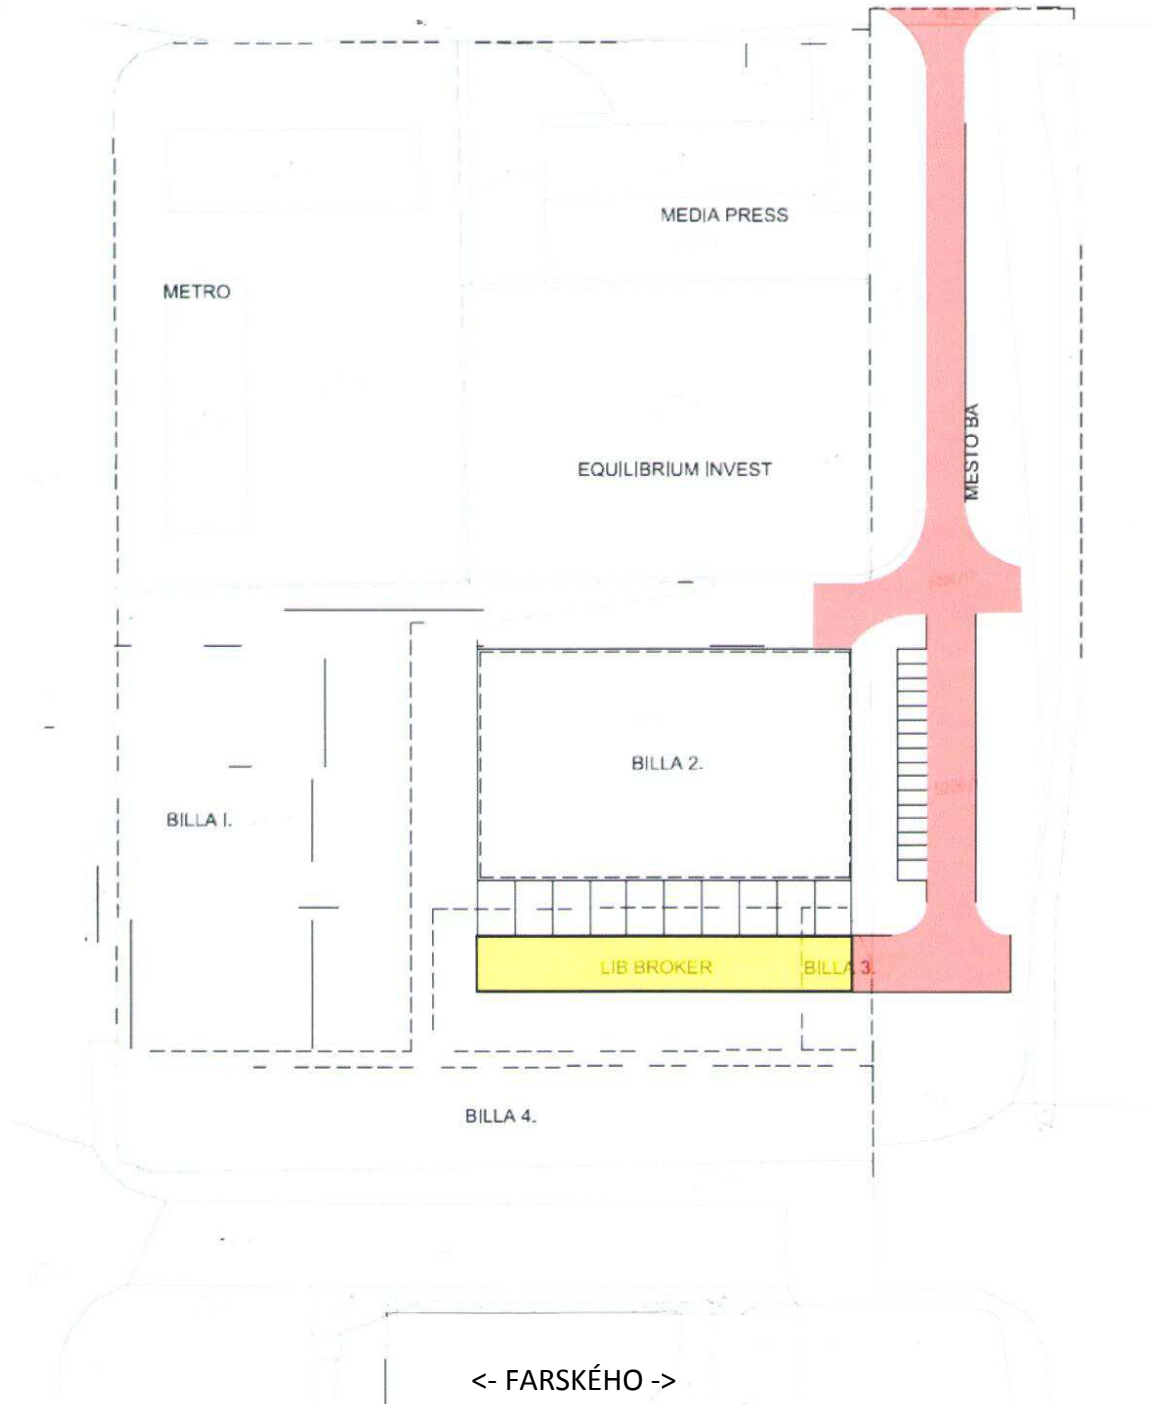 MEDIA PRESS
METRO
MESTO BA
EQUILIBRIUM INVEST
BILLA 2.
BILLA I.
LIB BROKER
BILLA 3.
BILLA 4.
<- FARSKÉHO ->